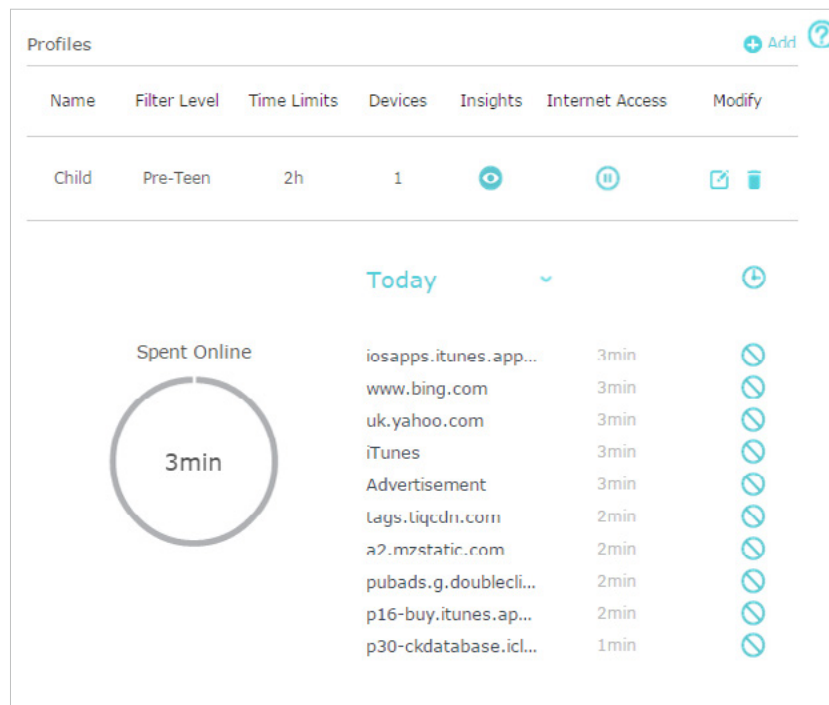 Profiles Add
Name Filter Level Time Limits Devices Insights Internet Access Modify
Child Pre-Teen 2h 1
Today
Spent Online
3min
iosapps.itunes.app... 3min
www.bing.com 3min
uk.yahoo.com 3min
iTunes 3min
Advertisement 3min
tags.tiqcdn.com 2min
a2.mzstatic.com 2min
pubads.g.doublecli... 2min
p16-buy.itunes.ap... 2min
p30-ckdatabase.icl... 1min